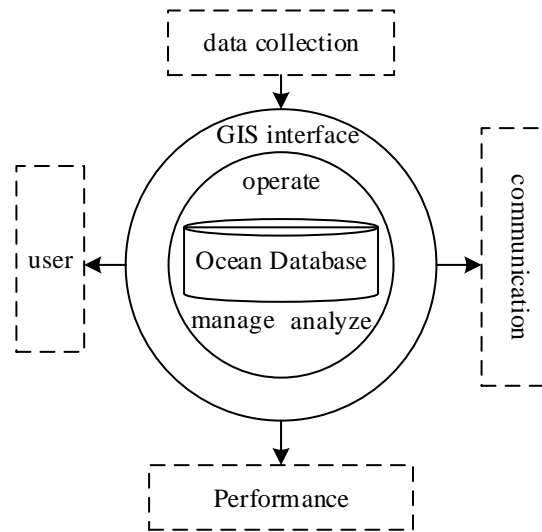 data collection
GIS interface
operate
user
Ocean Database
communication
manage analyze
Performance